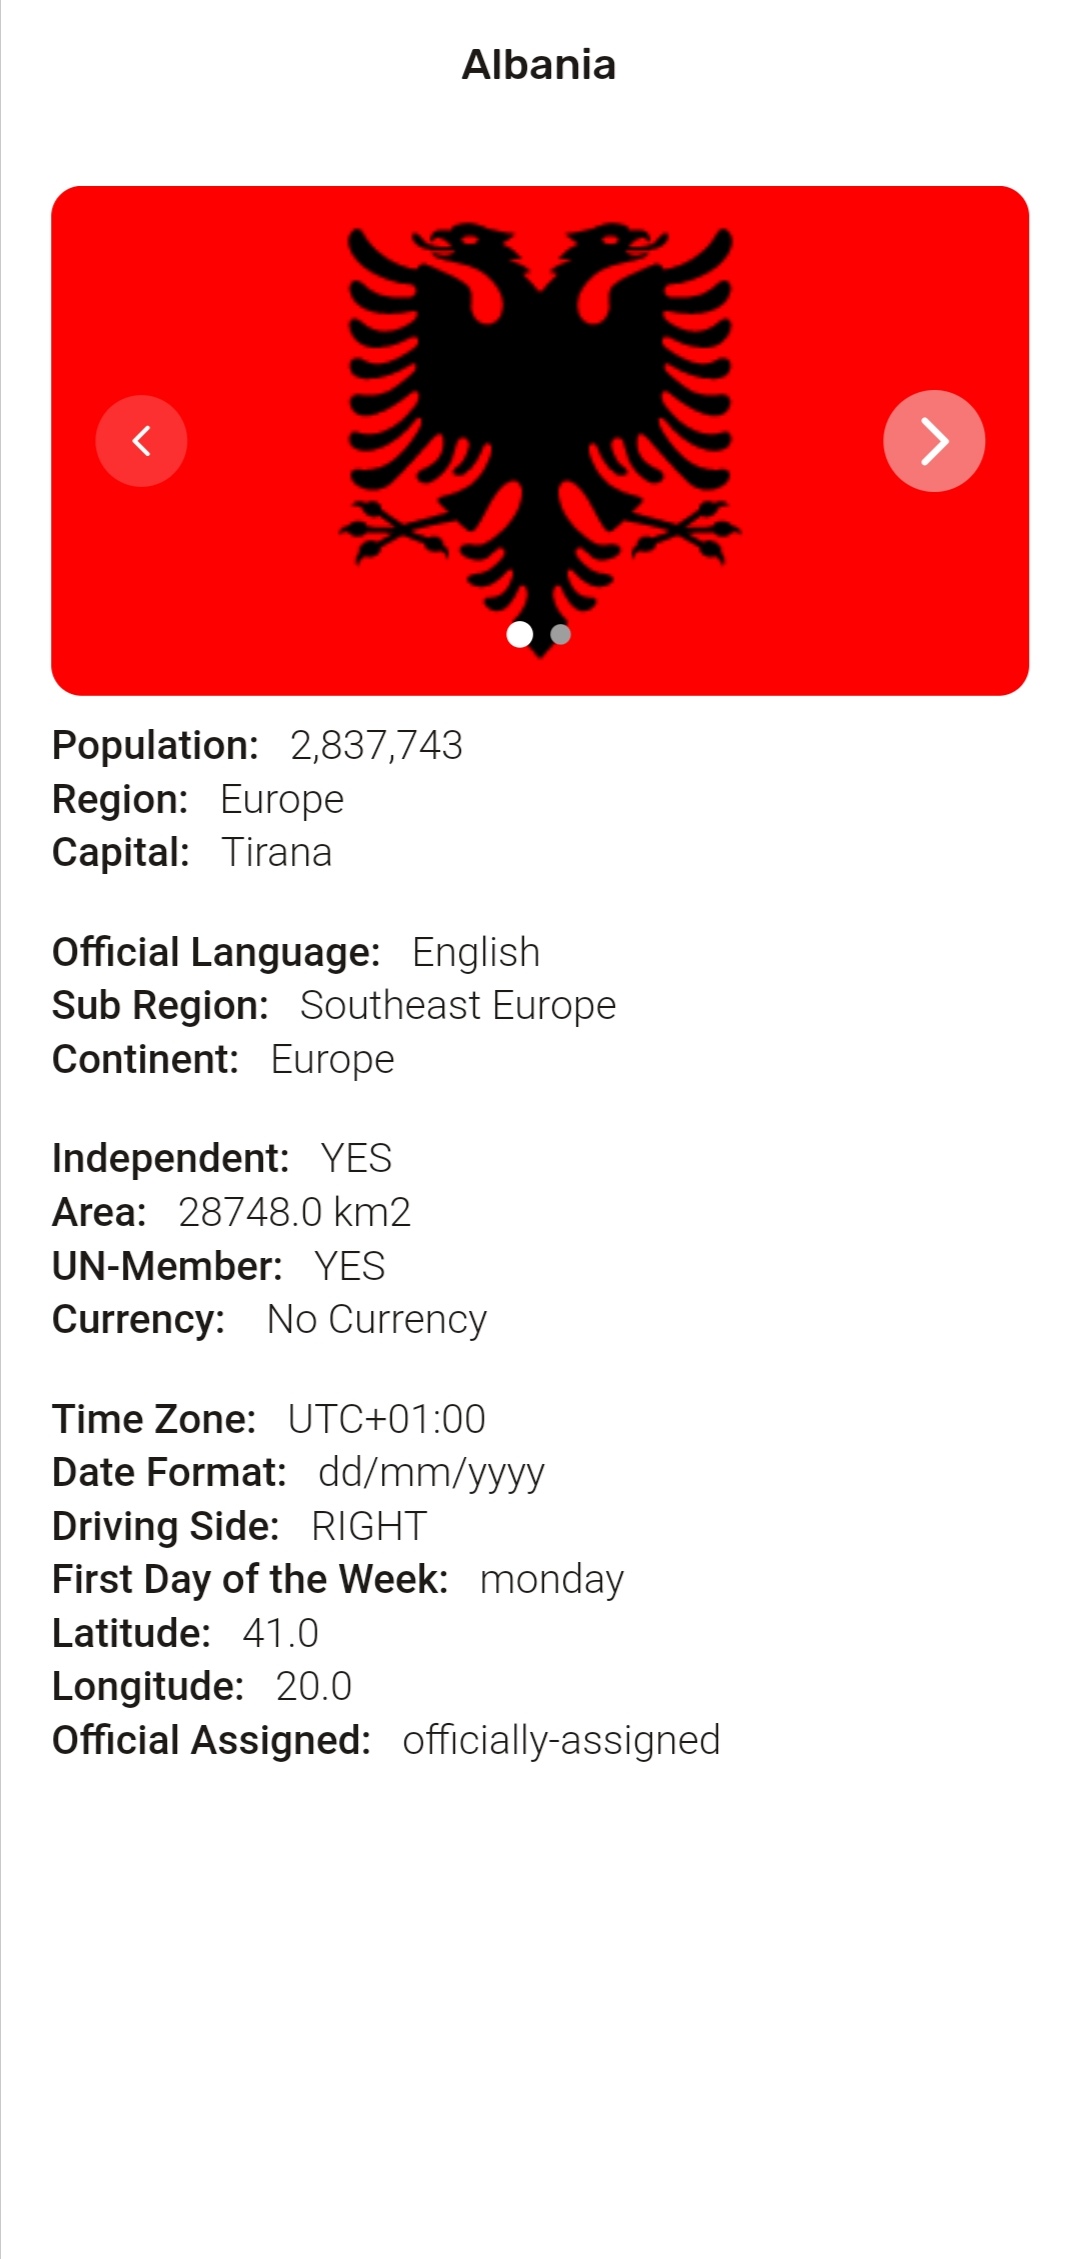 Albania
Population: 2,837,743
Region: Europe
Capital: Tirana
Official Language: English
Sub Region: Southeast Europe
Continent: Europe
Independent: YES
Area: 28748.0 km2
UN-Member: YES
Currency: No Currency
Time Zone: UTC+01:00
Date Format: dd/mm/yyyy
Driving Side: RIGHT
First Day of the Week: monday
Latitude: 41.0
Longitude: 20.0
Official Assigned: officially-assigned